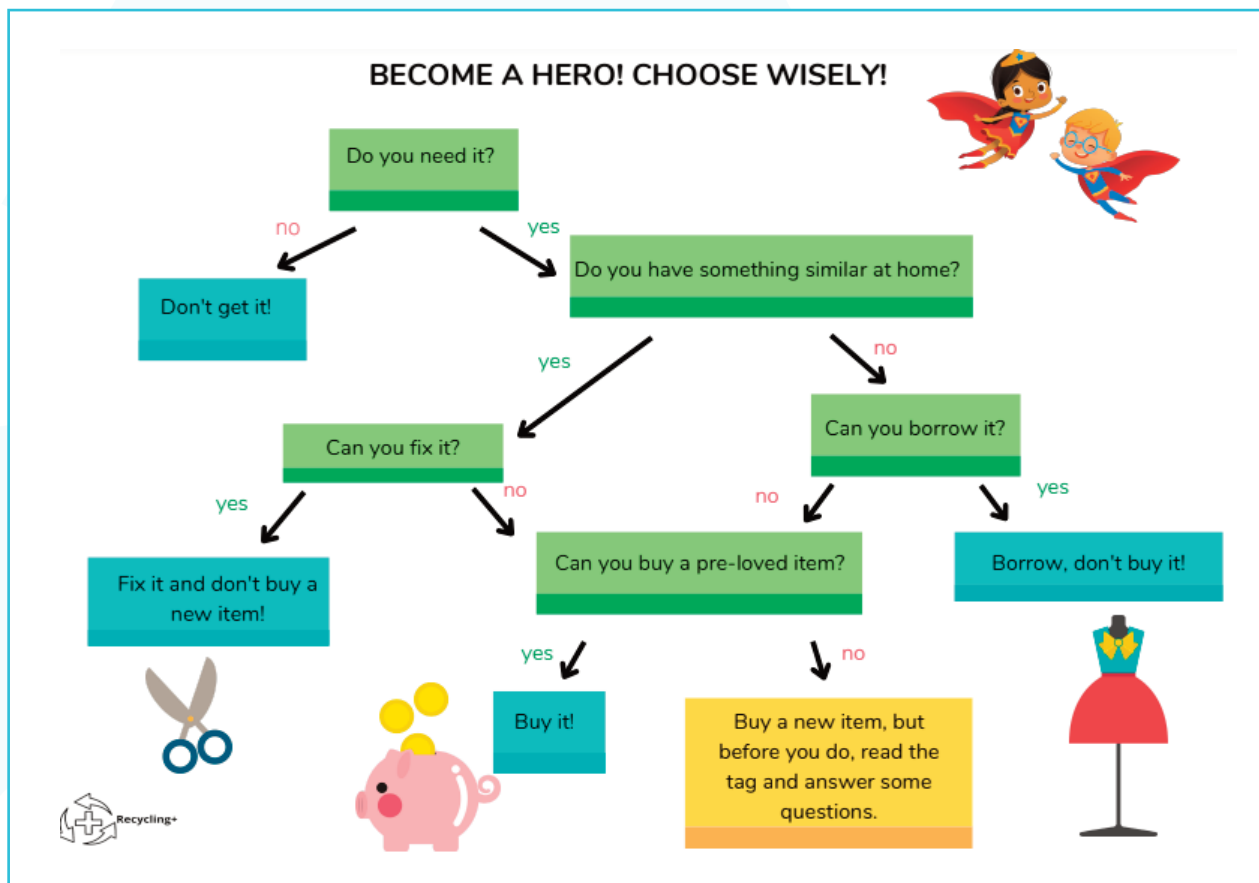 BECOME A HERO! CHOOSE WISELY!
Do you need it?
no
yes
Don't get it!
Do you have something similar at home?
yes
no
Can you fix it?
Can you borrow it?
yes
no
no
yes
Fix it and don't buy a
new item!
Can you buy a pre-loved item?
Borrow, don't buy it!
yes
no
Buy it!
Buy a new item, but
before you do, read the
tag and answer some
questions.
Recycling+